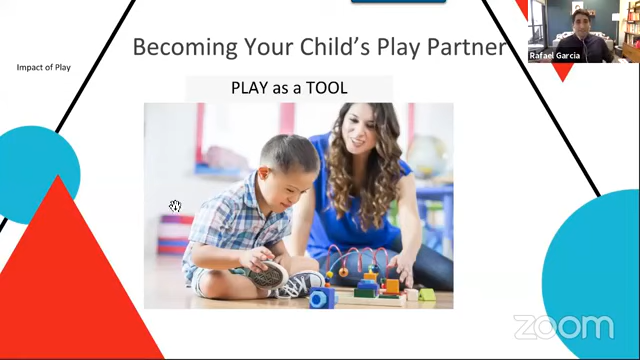 Becoming Your Child's Play Partner
Rafael Garcia
Impact of Play
PLAY as a TOOL
zoom